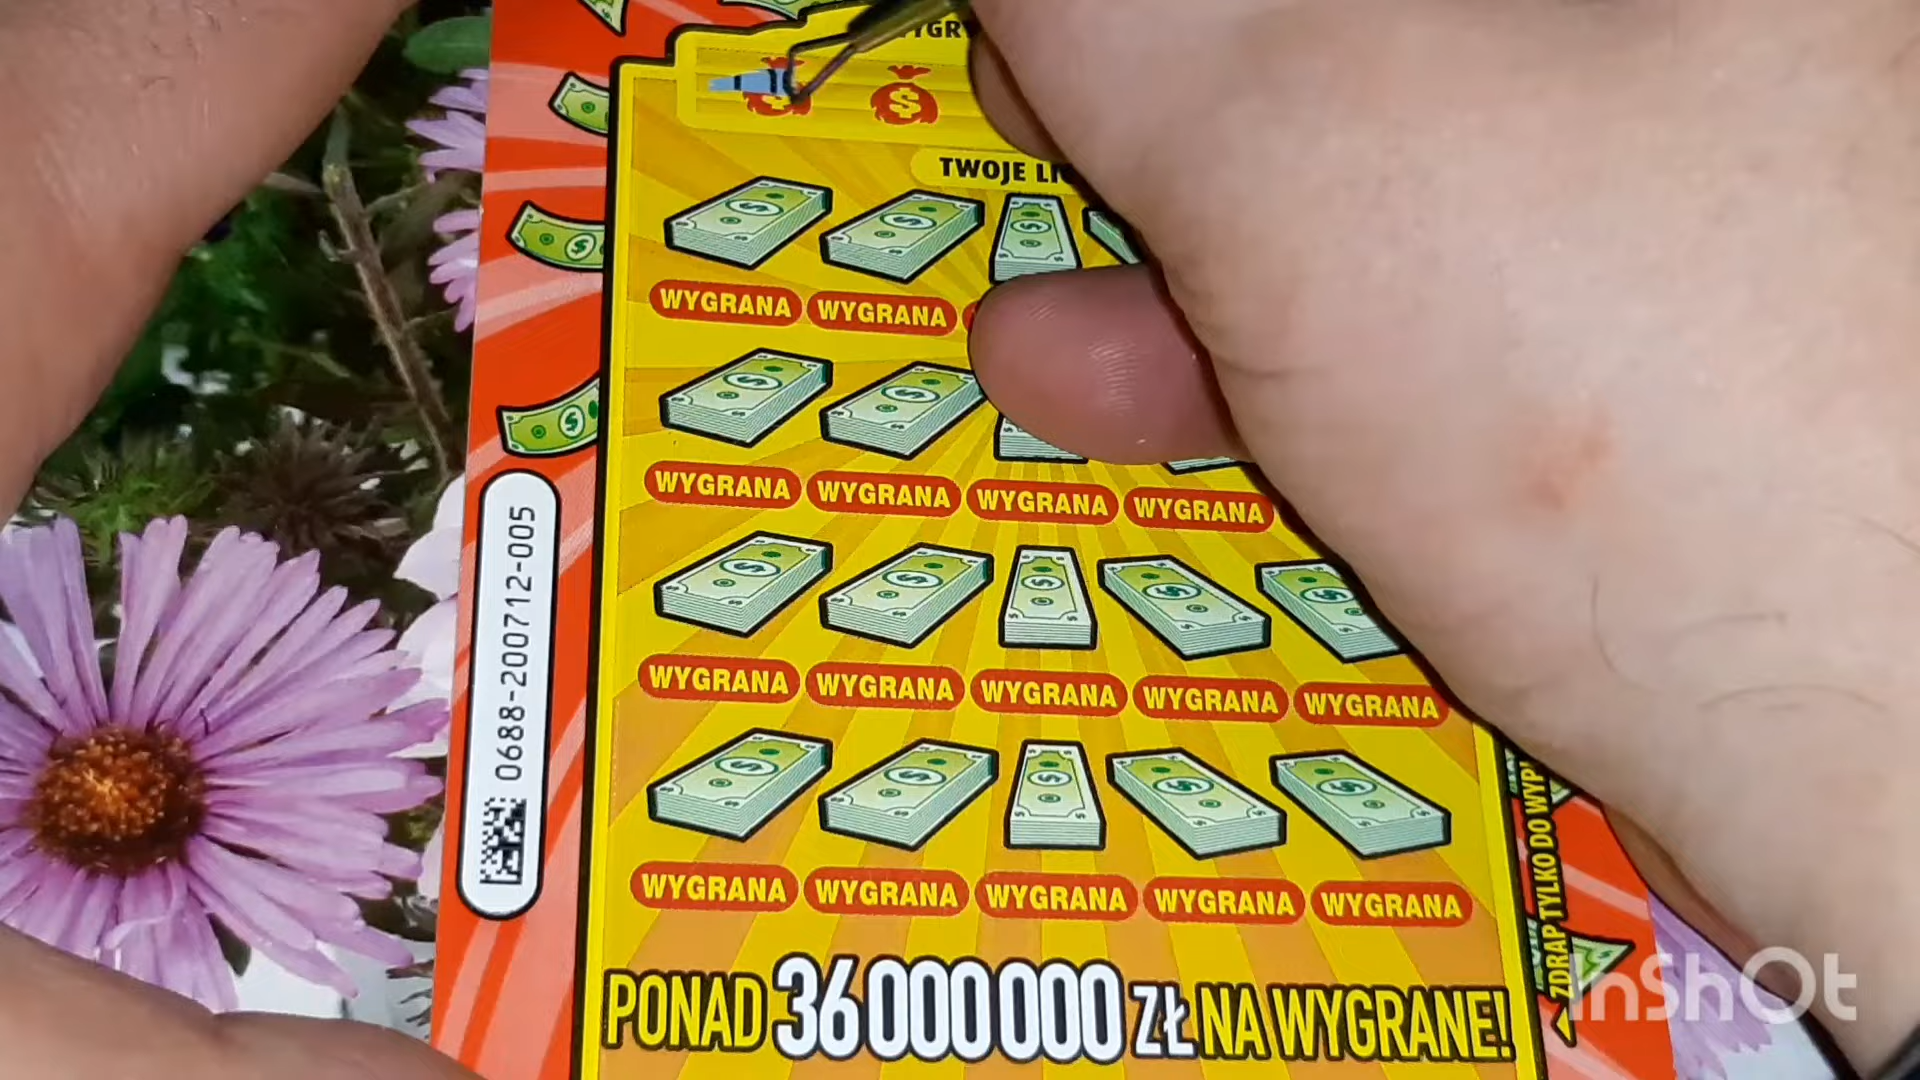 TWOJE
WYGRANA WYGRANA
WYGRANA WYGRANA WYGRANA WYGRANA
WYGRANA WYGRANA WYGRANA WYGRANA WYGRANA
WYGRANA WYGRANA WYGRANA WYGRANA WYGRANA
PONAD 36 000 000 ZŁ NA WYGRANE!
0688-200712-005
ZDRAP TYLKO DO
InShOt